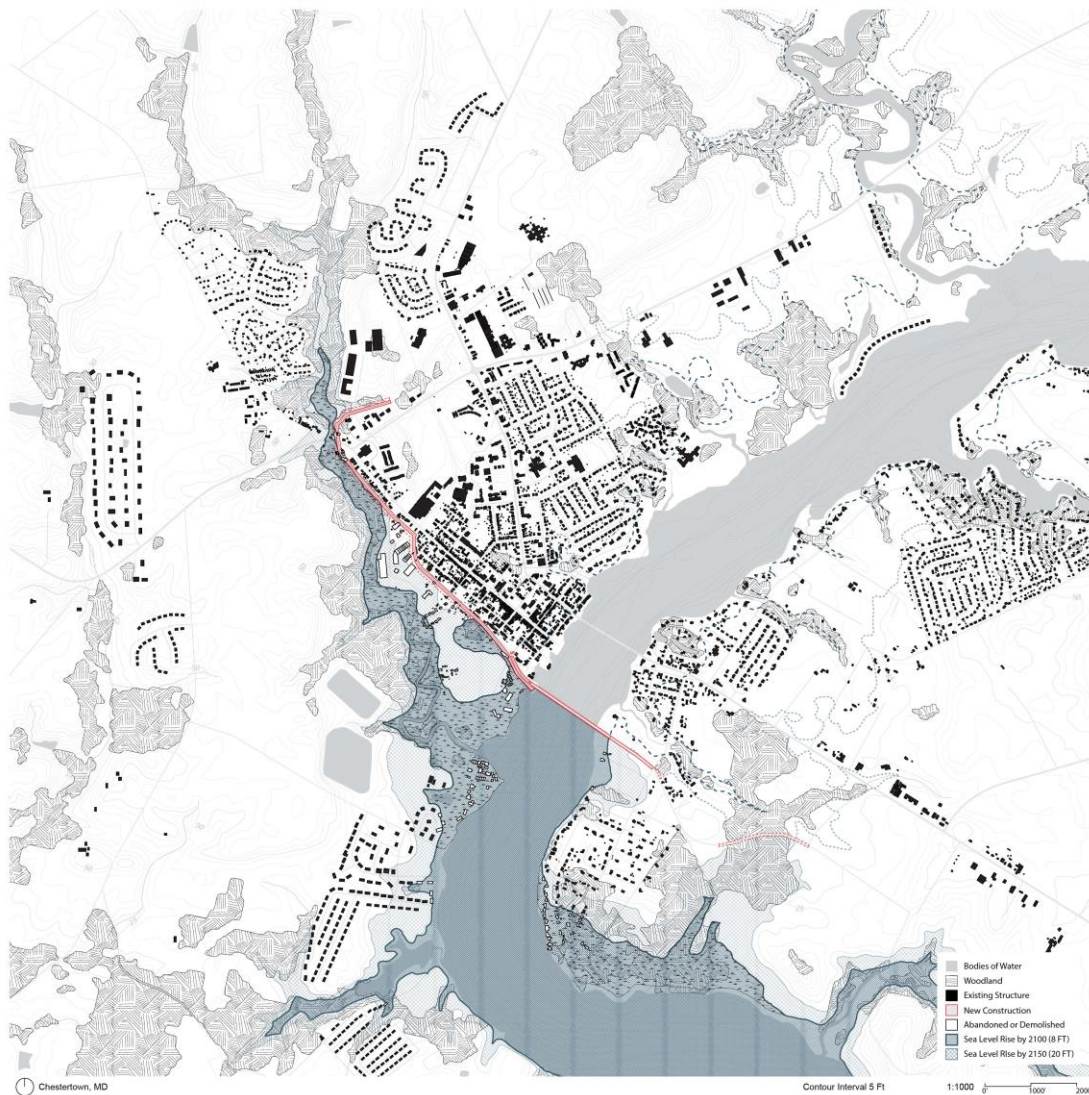 Bodies of Water
Woodland
Existing Structure
New Construction
Abandoned or Demolished
Sea Level Rise by 2100 (8 FT)
Sea Level Rise by 2150 (20 FT)
Chestertown, MD
Contour Interval 5 Ft
1:1000
0'
1000'